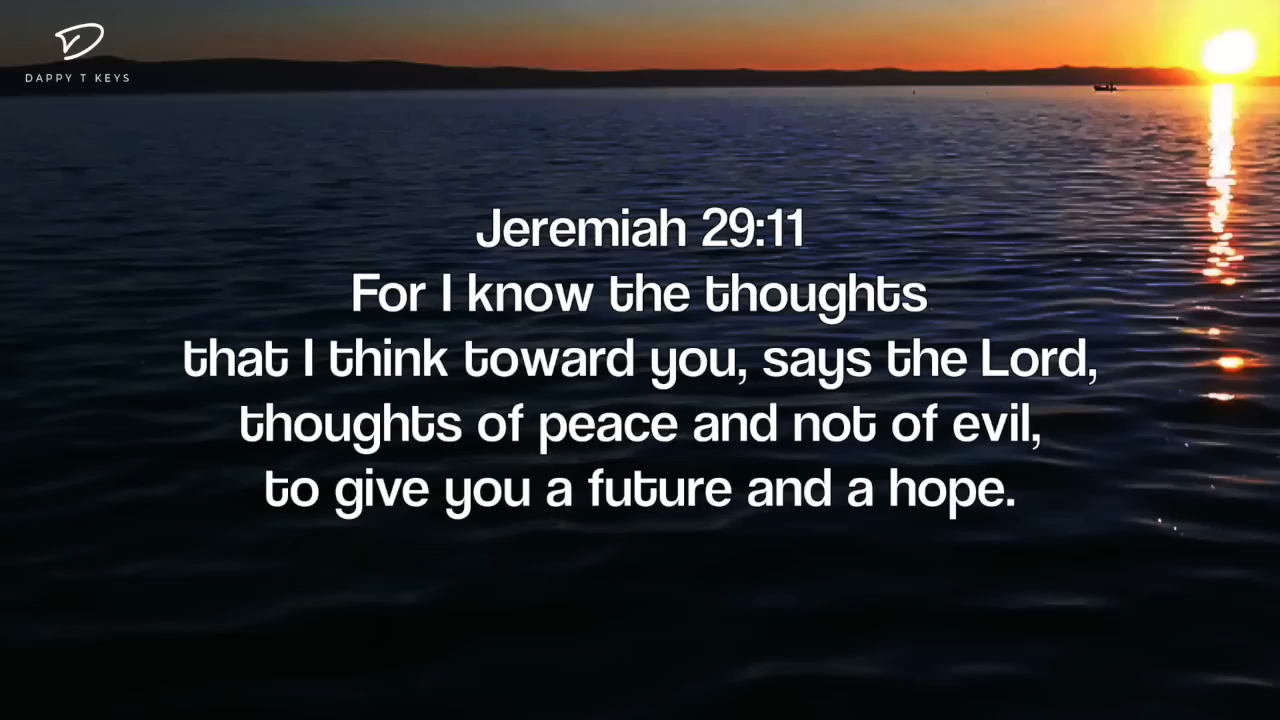 DAPPY T KEYS
Jeremiah 29:11
For I know the thoughts
that I think toward you, says the Lord,
thoughts of peace and not of evil,
to give you a future and a hope.